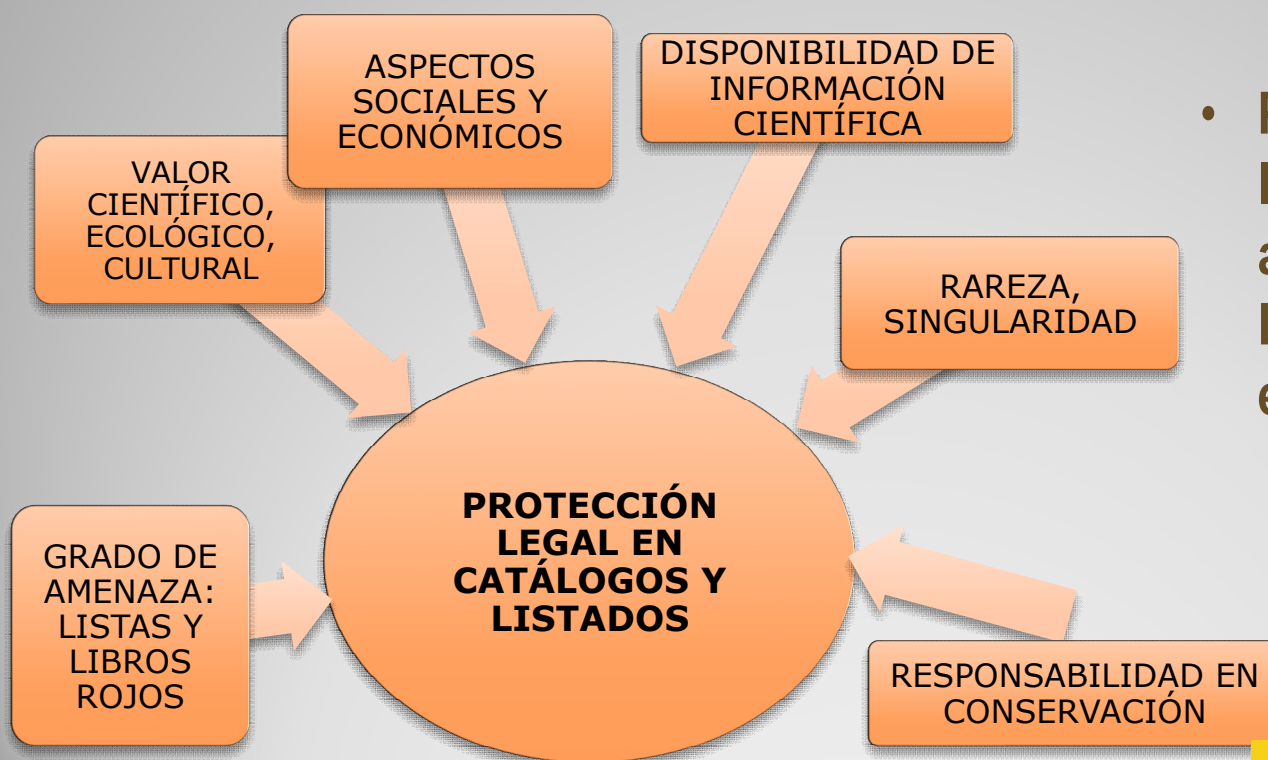 ASPECTOS
SOCIALES Y
ECONÓMICOS
DISPONIBILIDAD DE
INFORMACIÓN
CIENTÍFICA
VALOR
CIENTÍFICO,
ECOLÓGICO,
CULTURAL
RAREZA,
SINGULARIDAD
PROTECCIÓN
LEGAL EN
CATÁLOGOS Y
LISTADOS
GRADO DE
AMENAZA:
LISTAS Y
LIBROS
ROJOS
RESPONSABILIDAD EN
CONSERVACIÓN